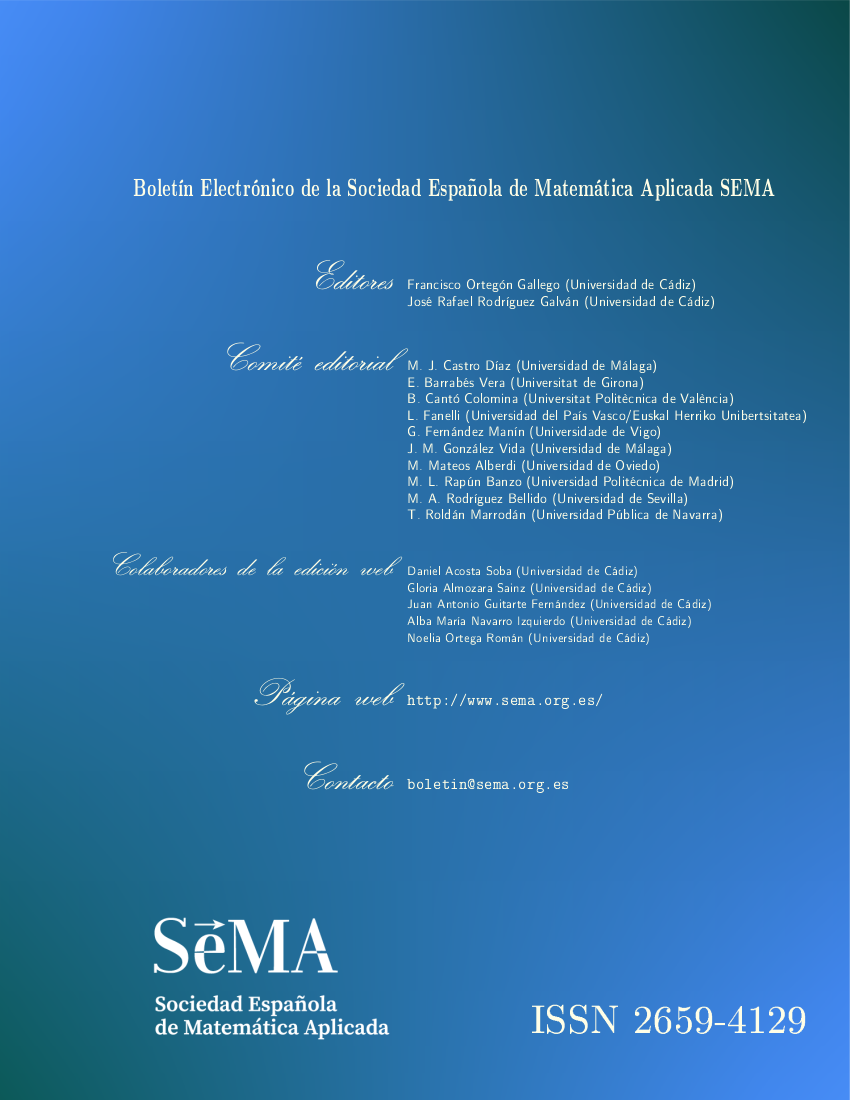 Boletín Electrónico de la Sociedad Española de Matemática Aplicada SEMA
Editores Francisco Ortegón Gallego (Universidad de Cádiz)
José Rafael Rodríguez Galván (Universidad de Cádiz)
Comité editorial M. J. Castro Díaz (Universidad de Málaga)
E. Barrabés Vera (Universitat de Girona)
B. Cantó Colomina (Universitat Politècnica de València)
L. Fanelli (Universidad del País Vasco/Euskal Herriko Unibertsitatea)
G. Fernández Manín (Universidade de Vigo)
J. M. González Vida (Universidad de Málaga)
M. Mateos Alberdi (Universidad de Oviedo)
M. L. Rapún Banzo (Universidad Politécnica de Madrid)
M. A. Rodríguez Bellido (Universidad de Sevilla)
T. Roldán Marrodán (Universidad Pública de Navarra)
Colaboradores de la edición web Daniel Acosta Soba (Universidad de Cádiz)
Gloria Almozara Sainz (Universidad de Cádiz)
Juan Antonio Guitarte Fernández (Universidad de Cádiz)
Alba María Navarro Izquierdo (Universidad de Cádiz)
Noelia Ortega Román (Universidad de Cádiz)
Página web http://www.sema.org.es/
Contacto boletin@sema.org.es
SeMA
Sociedad Española
de Matemática Aplicada
ISSN 2659-4129